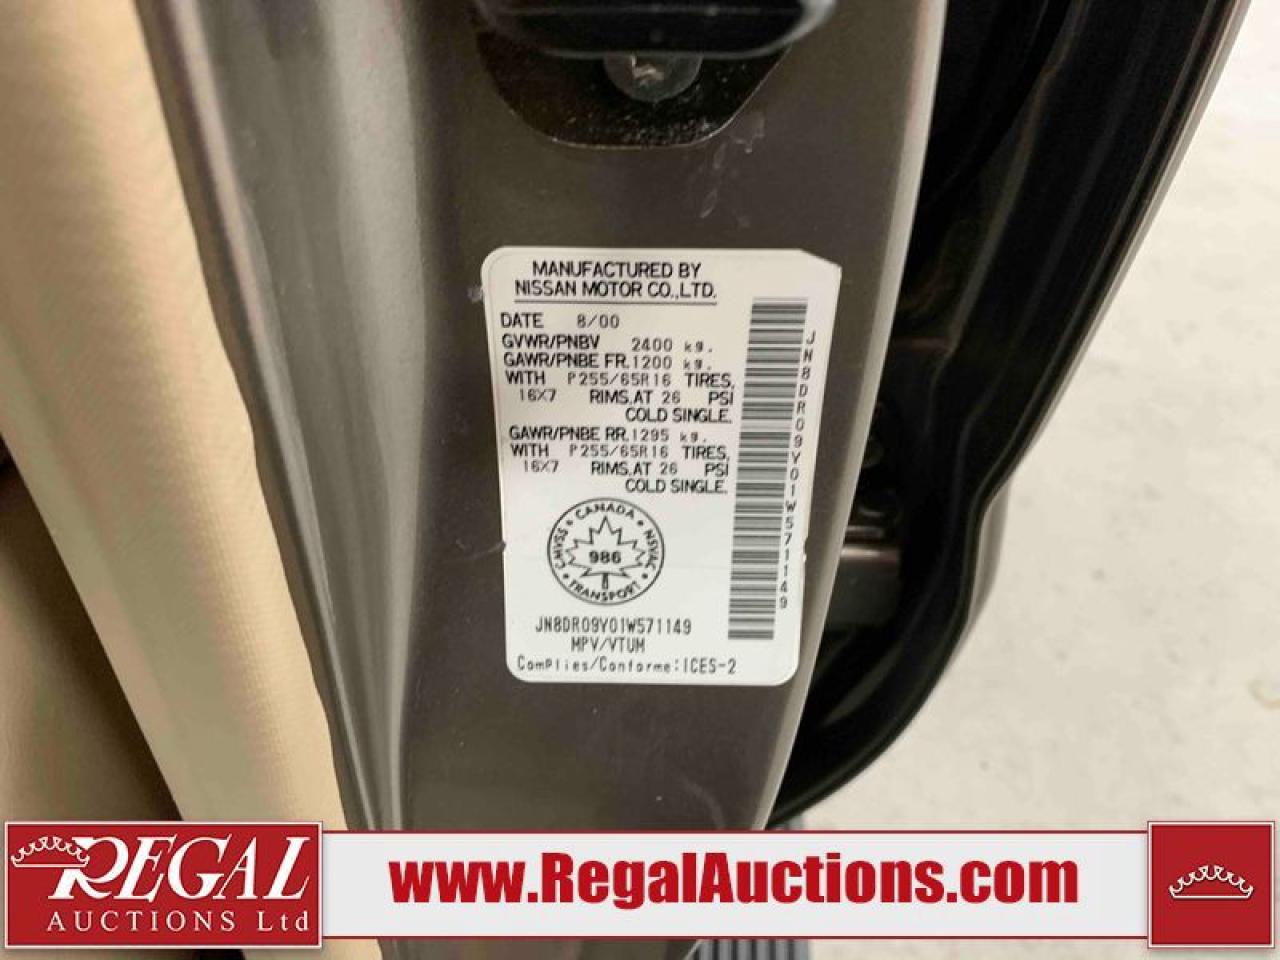 MANUFACTURED BY
NISSAN MOTOR CO.,LTD.
DATE 8/00
GVWR/PNBV 2400 kg.
GAWR/PNBE FR.1200 kg.
WITH P255/65R16 TIRES,
16X7 RIMS,AT 26 PSI
COLD SINGLE.
GAWR/PNBE RR.1295 kg.
WITH P255/65R16 TIRES,
16X7 RIMS,AT 26 PSI
COLD SINGLE.
CANADA
CMVSS 986 NSVAC
TRANSPORT
JN8DR09Y01W571149
MPV/VTUM
Complies/Conforme:ICES-2
JN8DR09Y01W571149
REGAL
AUCTIONS Ltd
www.RegalAuctions.com